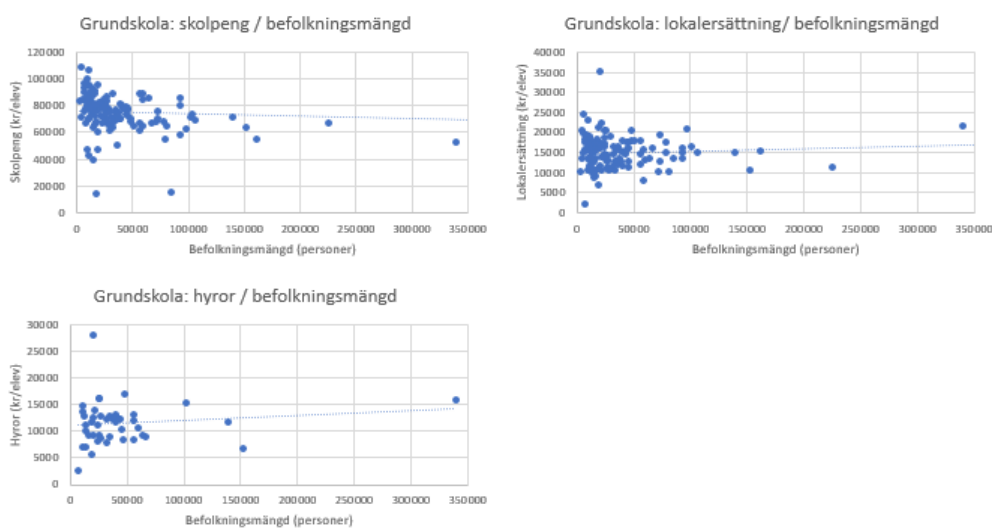 Grundskola: skolpeng / befolkningsmängd
120000
100000
80000
60000
40000
20000
0
Skolpeng (kr/elev)
0 50000 100000 150000 200000 250000 300000 350000
Befolkningsmängd (personer)
Grundskola: lokalersättning/ befolkningsmängd
40000
35000
30000
25000
20000
15000
10000
5000
0
Lokalersättning (kr/elev)
0 50000 100000 150000 200000 250000 300000 350000
Befolkningsmängd (personer)
Grundskola: hyror / befolkningsmängd
30000
25000
20000
15000
10000
5000
0
Hyror (kr/elev)
0 50000 100000 150000 200000 250000 300000 350000
Befolkningsmängd (personer)